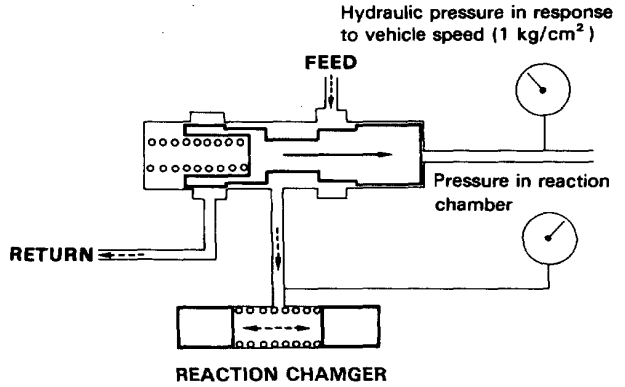 Hydraulic pressure in response
to vehicle speed (1 kg/cm²)
FEED
Pressure in reaction
chamber
RETURN
REACTION CHAMGER